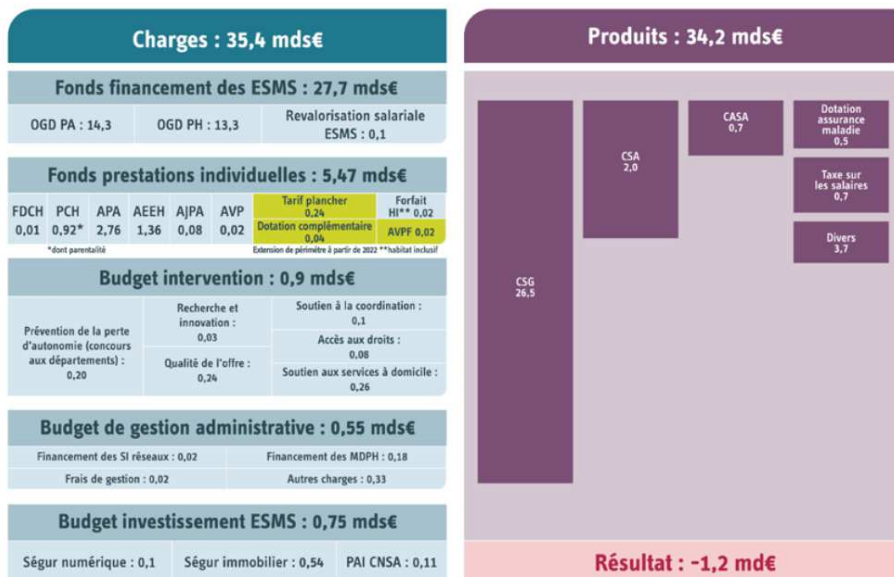 Charges : 35,4 mds€
Fonds financement des ESMS : 27,7 mds€
OGD PA : 14,3
OGD PH : 13,3
Revalorisation salariale
ESMS : 0,1
Fonds prestations individuelles : 5,47 mds€
FDCH
0,01
PCH
0,92*
APA
2,76
AEEH
1,36
AJPA
0,08
AVP
0,02
Tarif plancher
0,24
Dotation complémentaire
0,04
Forfait
HI** 0,02
AVPF 0,02
*dont parentalité
Extension de périmètre à partir de 2022 **habitat inclusif
Budget intervention : 0,9 mds€
Prévention de la perte
d'autonomie (concours
aux départements) :
0,20
Recherche et
innovation :
0,03
Qualité de l'offre :
0,24
Soutien à la coordination :
0,1
Accès aux droits :
0,08
Soutien aux services à domicile :
0,26
Budget de gestion administrative : 0,55 mds€
Financement des SI réseaux : 0,02
Financement des MDPH : 0,18
Frais de gestion : 0,02
Autres charges : 0,33
Budget investissement ESMS : 0,75 mds€
Ségur numérique : 0,1
Ségur immobilier : 0,54
PAI CNSA : 0,11
Produits : 34,2 mds€
CSG
26,5
CSA
2,0
CASA
0,7
Dotation
assurance
maladie
0,5
Taxe sur
les salaires
0,7
Divers
3,7
Résultat : -1,2 md€